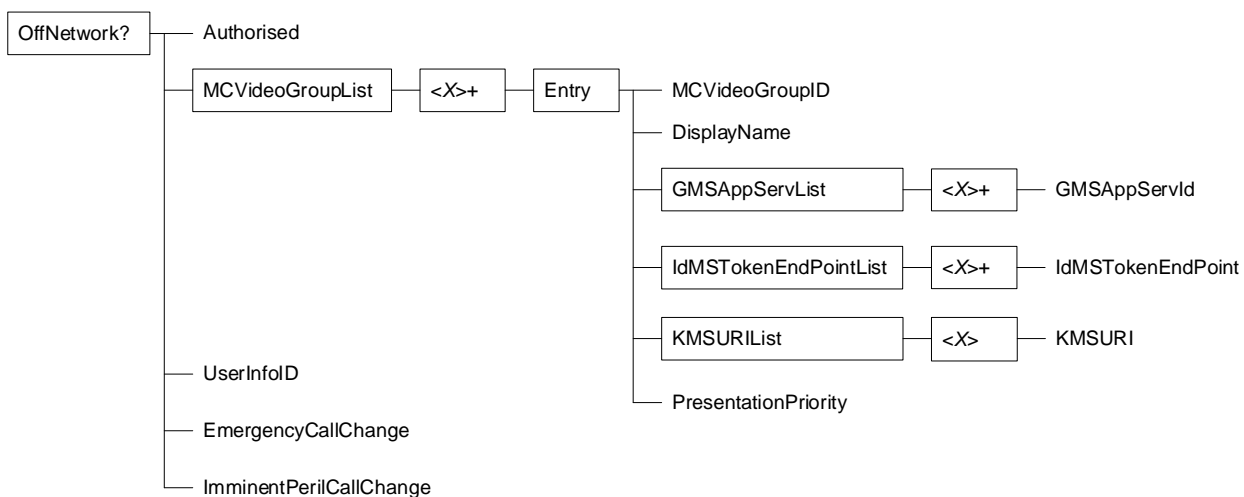 OffNetwork?
Authorised
MCVideoGroupList
<X>+
Entry
MCVideoGroupID
DisplayName
GMSAppServList
<X>+
GMSAppServId
IdMSTokenEndPointList
<X>+
IdMSTokenEndPoint
KMSURIList
<X>
KMSURI
PresentationPriority
UserInfoID
EmergencyCallChange
ImminentPerilCallChange